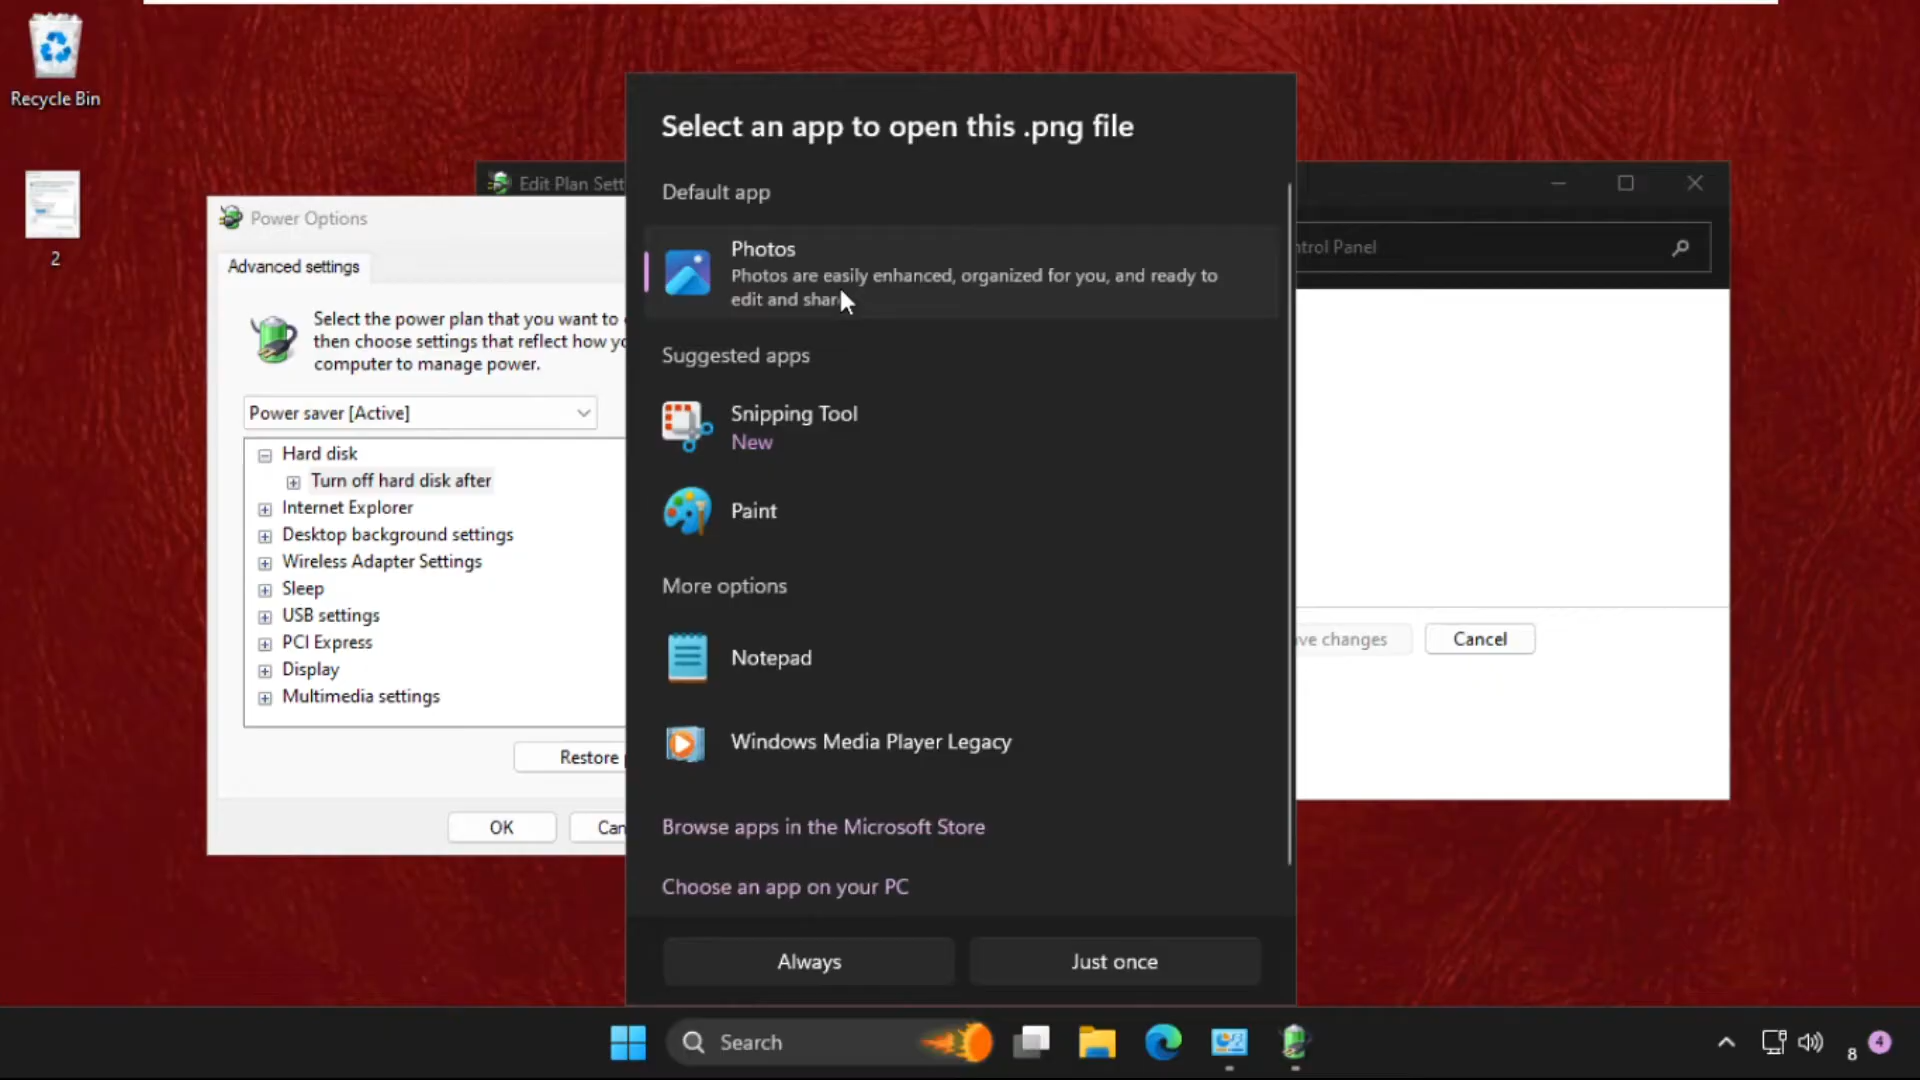 Recycle Bin
2
Edit Plan Sett
Power Options
Advanced settings
Select the power plan that you want to
then choose settings that reflect how yo
computer to manage power.
Power saver [Active]
Hard disk
Turn off hard disk after
Internet Explorer
Desktop background settings
Wireless Adapter Settings
Sleep
USB settings
PCI Express
Display
Multimedia settings
Restore
OK
Can
Select an app to open this .png file
Default app
Photos
Photos are easily enhanced, organized for you, and ready to
edit and shar
Suggested apps
Snipping Tool
New
Paint
More options
Notepad
Windows Media Player Legacy
Browse apps in the Microsoft Store
Choose an app on your PC
Always
Just once
ntrol Panel
ve changes
Cancel
Search
8
4